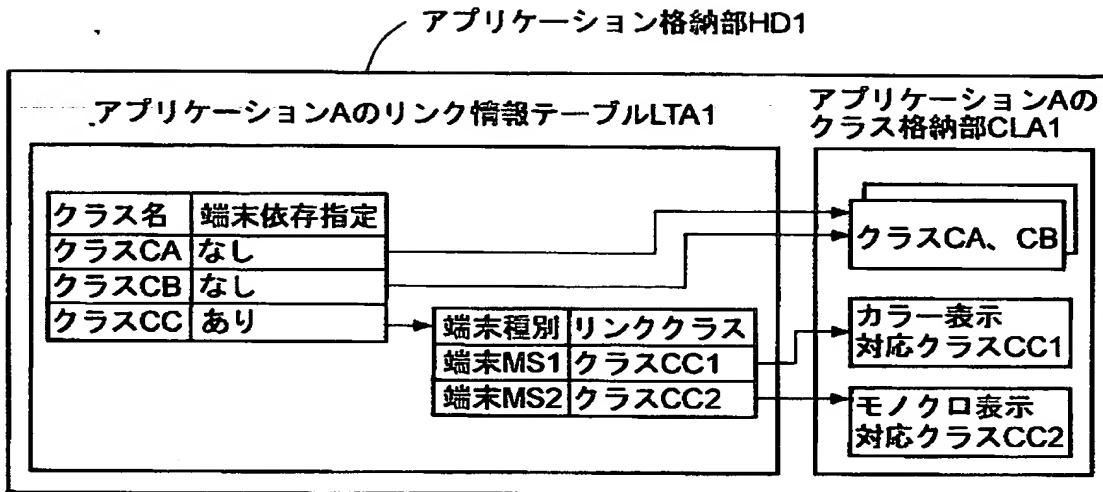 アプリケーション格納部HD1
アプリケーションAのリンク情報テーブルLTA1
アプリケーションAの
クラス格納部CLA1
クラス名 端末依存指定
クラスCA なし
クラスCB なし
クラスCC あり
端末種別 リンククラス
端末MS1 クラスCC1
端末MS2 クラスCC2
クラスCA、CB
カラー表示
対応クラスCC1
モノクロ表示
対応クラスCC2